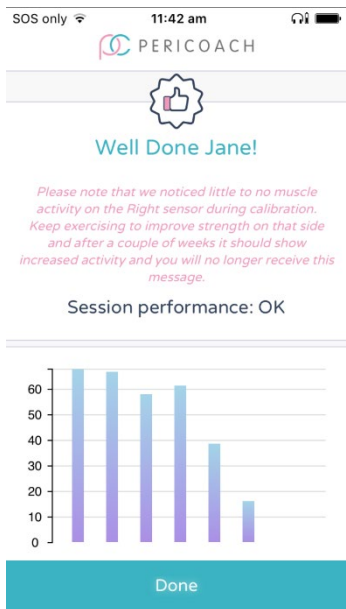 SOS only 11:42 am
PERICOACH
Well Done Jane!
Please note that we noticed little to no muscle
activity on the Right sensor during calibration.
Keep exercising to improve strength on that side
and after a couple of weeks it should show
increased activity and you will no longer receive this
message.
Session performance: OK
60
50
40
30
20
10
0
Done